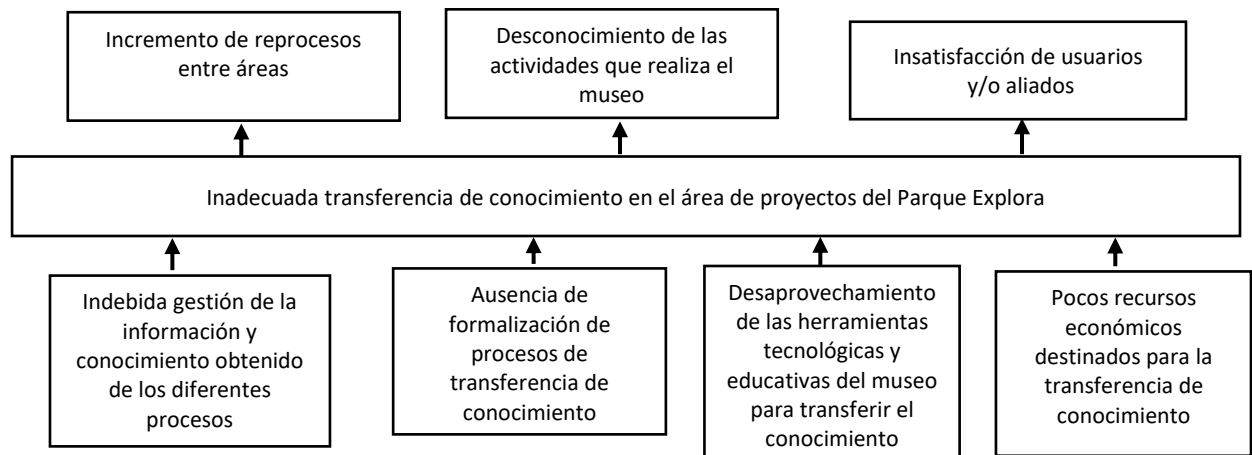 Incremento de reprocesos
entre áreas
Desconocimiento de las
actividades que realiza el
museo
Insatisfacción de usuarios
y/o aliados
Inadecuada transferencia de conocimiento en el área de proyectos del Parque Explora
Indebida gestión de la
información y
conocimiento obtenido
de los diferentes
procesos
Ausencia de
formalización de
procesos de
transferencia de
conocimiento
Desaprovechamiento
de las herramientas
tecnológicas y
educativas del museo
para transferir el
conocimiento
Pocos recursos
económicos
destinados para la
transferencia de
conocimiento